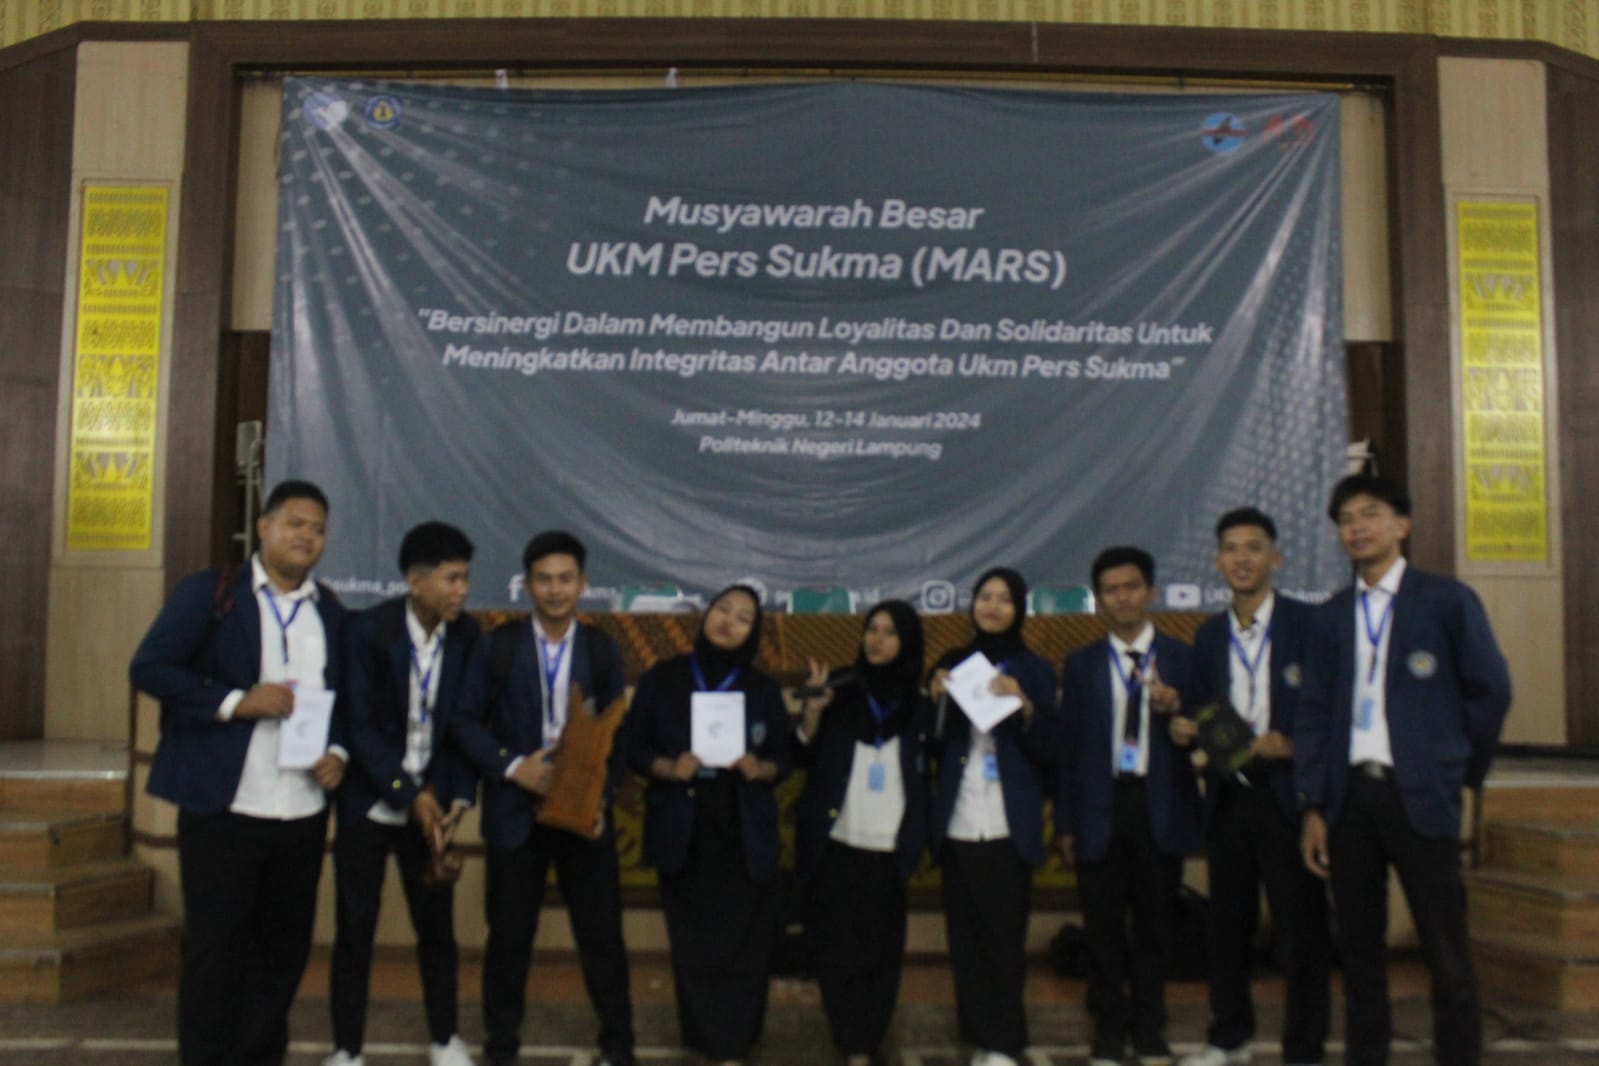 Musyawarah Besar
UKM Pers Sukma (MARS)
"Bersinergi Dalam Membangun Loyalitas Dan Solidaritas Untuk
Meningkatkan Integritas Antar Anggota Ukm Pers Sukma"
Jumat-Minggu, 12-14 Januari 2024
Politeknik Negeri Lampung